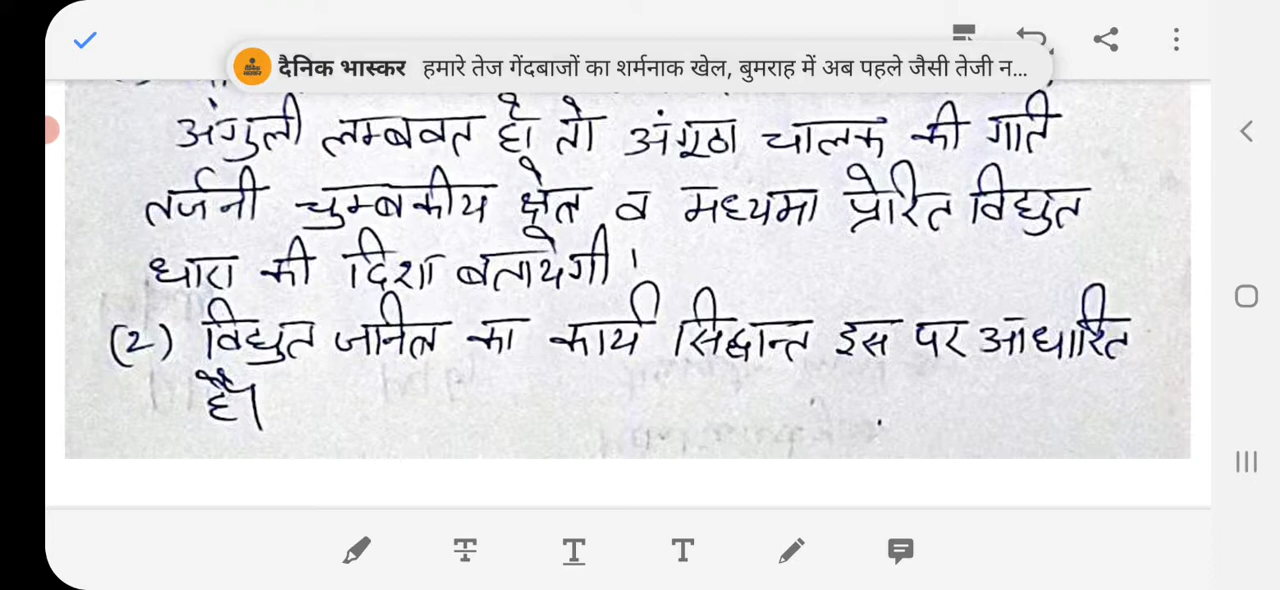 दैनिक भास्कर हमारे तेज गेंदबाजों का शर्मनाक खेल, बुमराह में अब पहले जैसी तेजी न...
अंगुली लम्बवत हो तो अंगूठा चालक की गति
तर्जनी चुम्बकीय क्षेत्र व मध्यमा प्रेरित विद्युत
धारा की दिशा बतायेगी।
(2) विद्युत जनित्र का कार्य सिद्धान्त इस पर आधारित
है।
T T T